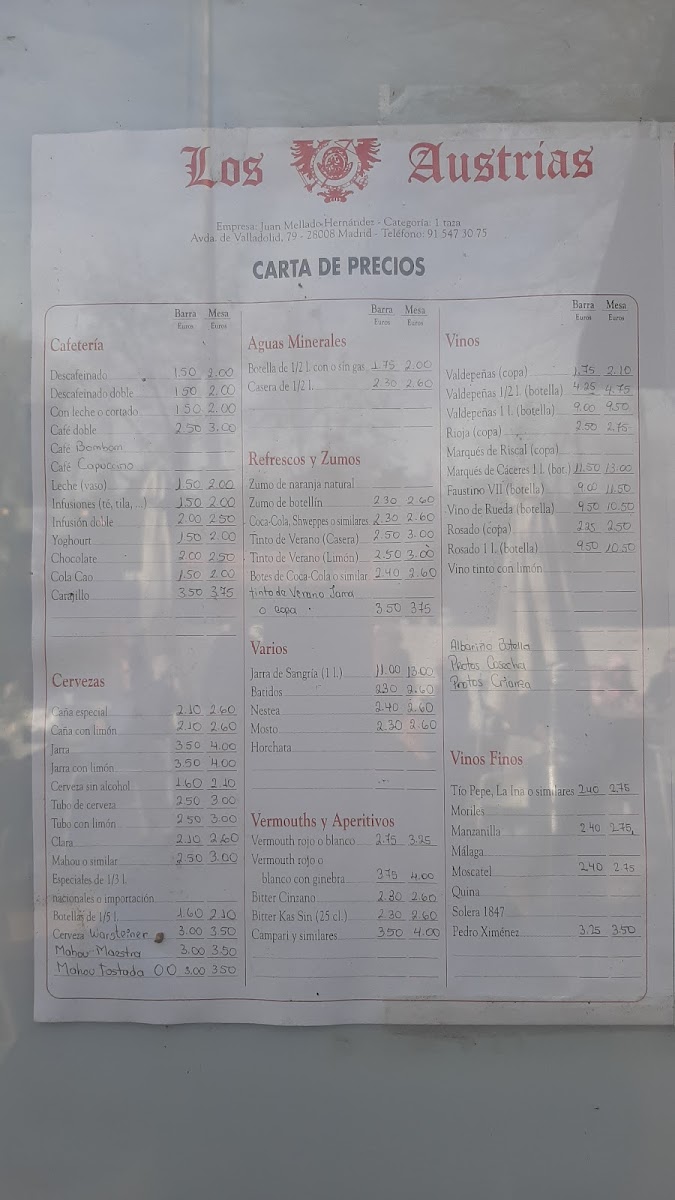 Los Austrias
Empresa: Juan Mellado Hernández - Categoría: 1 taza
Avda. de Valladolid, 79 - 28008 Madrid - Teléfono: 91 547 30 75
CARTA DE PRECIOS
Barra Mesa
Euros Euros
Cafetería
Descafeinado 1.50 2.00
Descafeinado doble 1.50 2.00
Con leche o cortado 1.50 2.00
Café doble 2.50 3.00
Café Bombom
Café Capuccino
Leche (vaso) 1.50 2.00
Infusiones (té, tila, ...) 1.50 2.00
Infusión doble 2.00 2.50
Yoghourt 1.50 2.00
Chocolate 2.00 2.50
Cola Cao 1.50 2.00
Carajillo 3.50 3.75
Cervezas
Caña especial 2.10 2.60
Caña con limón 2.10 2.60
Jarra 3.50 4.00
Jarra con limón 3.50 4.00
Cerveza sin alcohol 1.60 2.10
Tubo de cerveza 2.50 3.00
Tubo con limón 2.50 3.00
Clara 2.10 2.60
Mahou o similar 2.50 3.00
Especiales de 1/3 l.
nacionales o importación
Botellas de 1/5 l. 1.60 2.10
Cerveza Warsteiner 3.00 3.50
Mahou Maestra 3.00 3.50
Mahou Tostada 00 3.00 3.50
Barra Mesa
Euros Euros
Aguas Minerales
Botella de 1/2 l. con o sin gas 1.75 2.00
Casera de 1/2 l. 2.30 2.60
Refrescos y Zumos
Zumo de naranja natural
Zumo de botellín 2.30 2.60
Coca-Cola, Shweppes o similares 2.30 2.60
Tinto de Verano (Casera) 2.50 3.00
Tinto de Verano (Limón) 2.50 3.00
Botes de Coca-Cola o similar 2.40 2.60
tinto de Verano Jarra
o copa 3.50 3.75
Varios
Jarra de Sangría (1 l.) 11.00 13.00
Batidos 2.30 2.60
Nestea 2.40 2.60
Mosto 2.30 2.60
Horchata
Vermouths y Aperitivos
Vermouth rojo o blanco 2.75 3.25
Vermouth rojo o
blanco con ginebra 3.75 4.00
Bitter Cinzano 2.30 2.60
Bitter Kas Sin (25 cl.) 2.30 2.60
Campari y similares 3.50 4.00
Barra Mesa
Euros Euros
Vinos
Valdepeñas (copa) 1.75 2.10
Valdepeñas 1/2 l. (botella) 4.25 4.75
Valdepeñas 1 l. (botella) 9.00 9.50
Rioja (copa) 2.50 2.75
Marqués de Riscal (copa)
Marqués de Cáceres 1 l. (bot.) 11.50 13.00
Faustino VII (botella) 9.00 11.50
Vino de Rueda (botella) 9.50 10.50
Rosado (copa) 2.25 2.50
Rosado 1 l. (botella) 9.50 10.50
Vino tinto con limón
Albariño Botella
Protos Cosecha
Protos Crianza
Vinos Finos
Tío Pepe, La Ina o similares 2.40 2.75
Moriles
Manzanilla 2.40 2.75
Málaga
Moscatel 2.40 2.75
Quina
Solera 1847
Pedro Ximénez 3.25 3.50